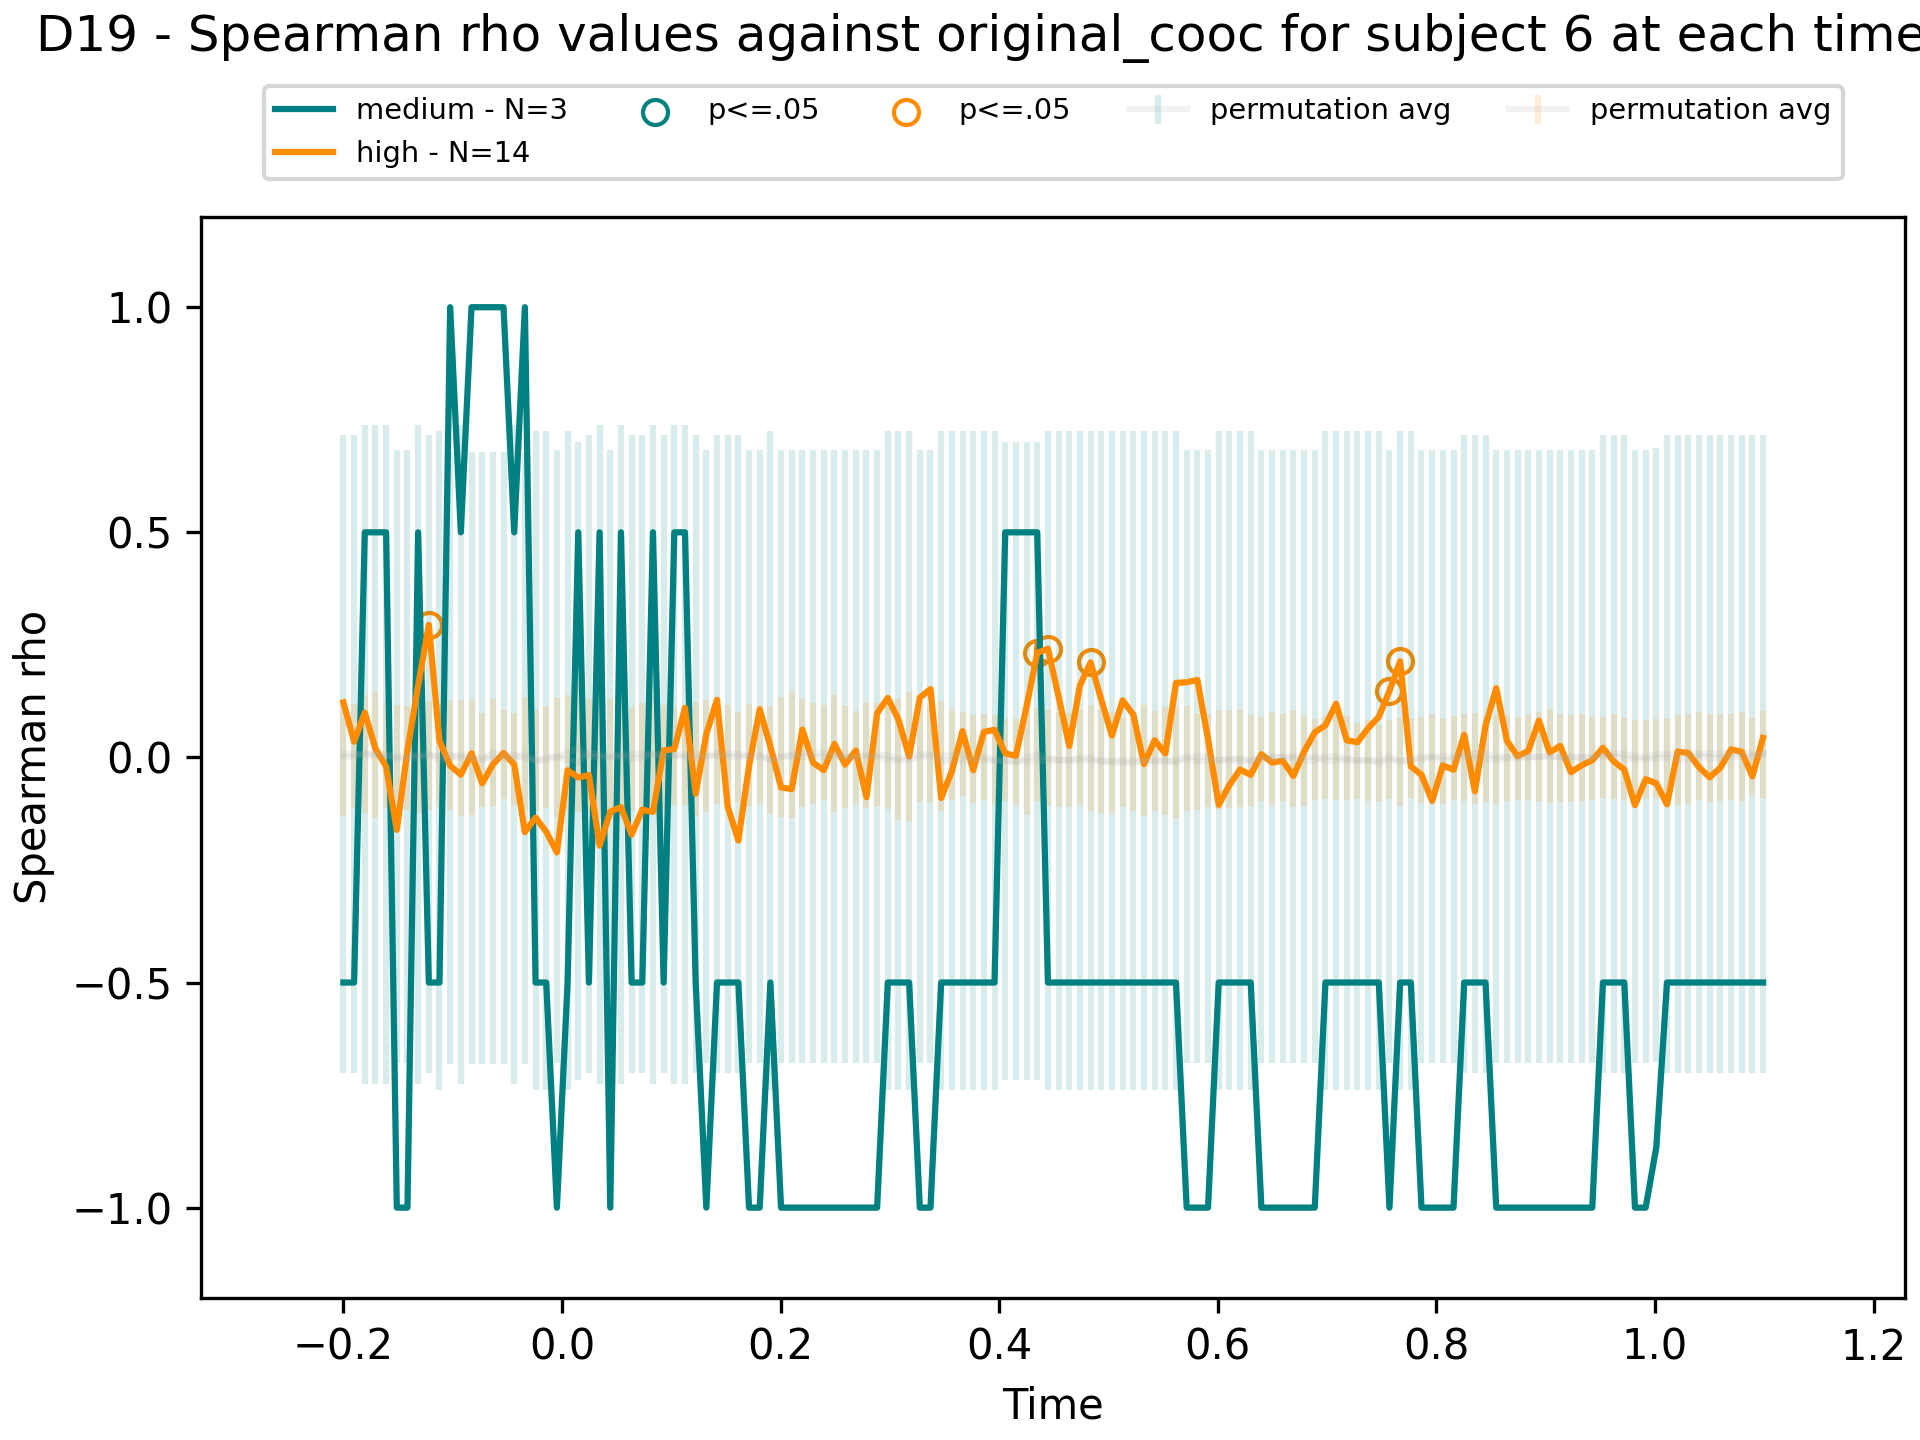 D19 - Spearman rho values against original_cooc for subject 6 at each time
medium - N=3
high - N=14
p<=.05
p<=.05
permutation avg
permutation avg
Spearman rho
1.0
0.5
0.0
−0.5
−1.0
−0.2
0.0
0.2
0.4
0.6
0.8
1.0
1.2
Time